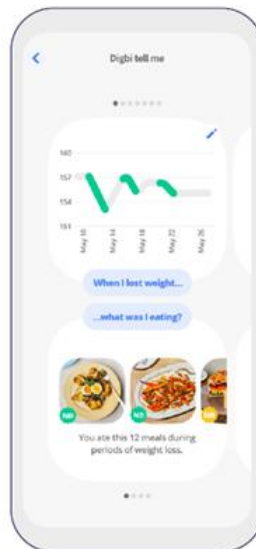 Digbi tell me
160
157
154
151
May 10
May 14
May 18
May 22
May 26
When I lost weight...
...what was I eating?
You ate this 12 meals during
periods of weight loss.